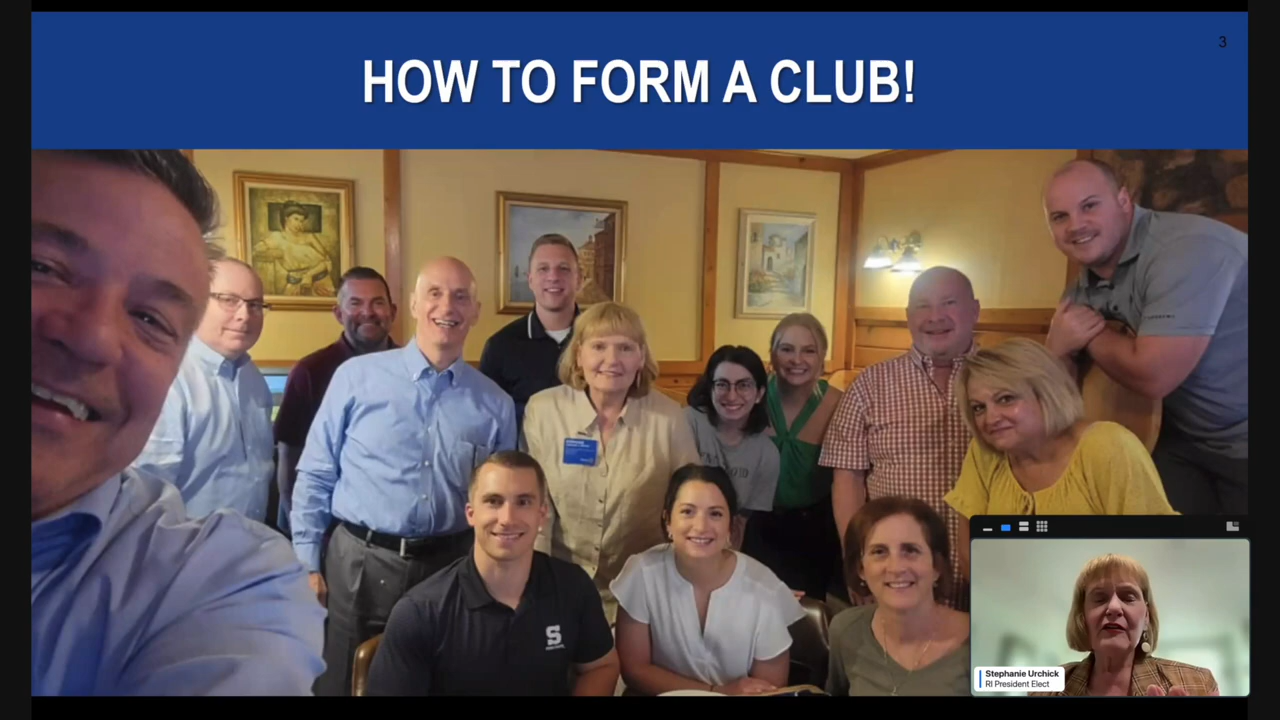 3
HOW TO FORM A CLUB!
S
Stephanie Urchick
RI President Elect